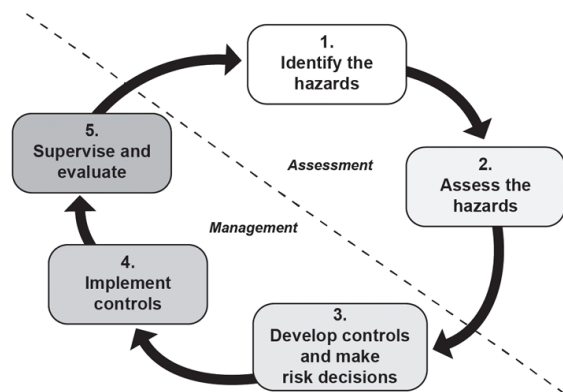 1.
Identify the
hazards
2.
Assess the
hazards
3.
Develop controls
and make
risk decisions
4.
Implement
controls
5.
Supervise and
evaluate
Assessment
Management